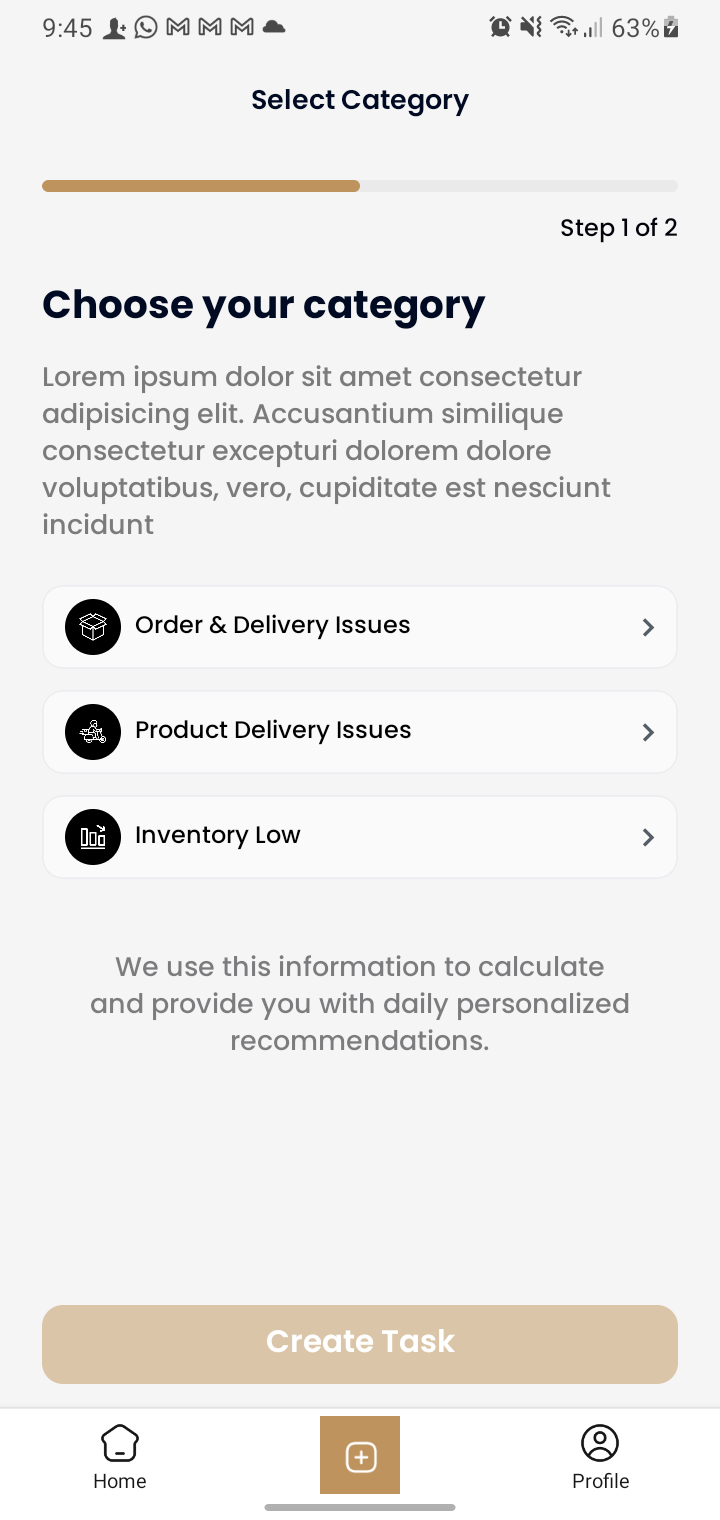 9:45
63%
Select Category
Step 1 of 2
Choose your category
Lorem ipsum dolor sit amet consectetur
adipisicing elit. Accusantium similique
consectetur excepturi dolorem dolore
voluptatibus, vero, cupiditate est nesciunt
incidunt
Order & Delivery Issues
Product Delivery Issues
Inventory Low
We use this information to calculate
and provide you with daily personalized
recommendations.
Create Task
Home
Profile